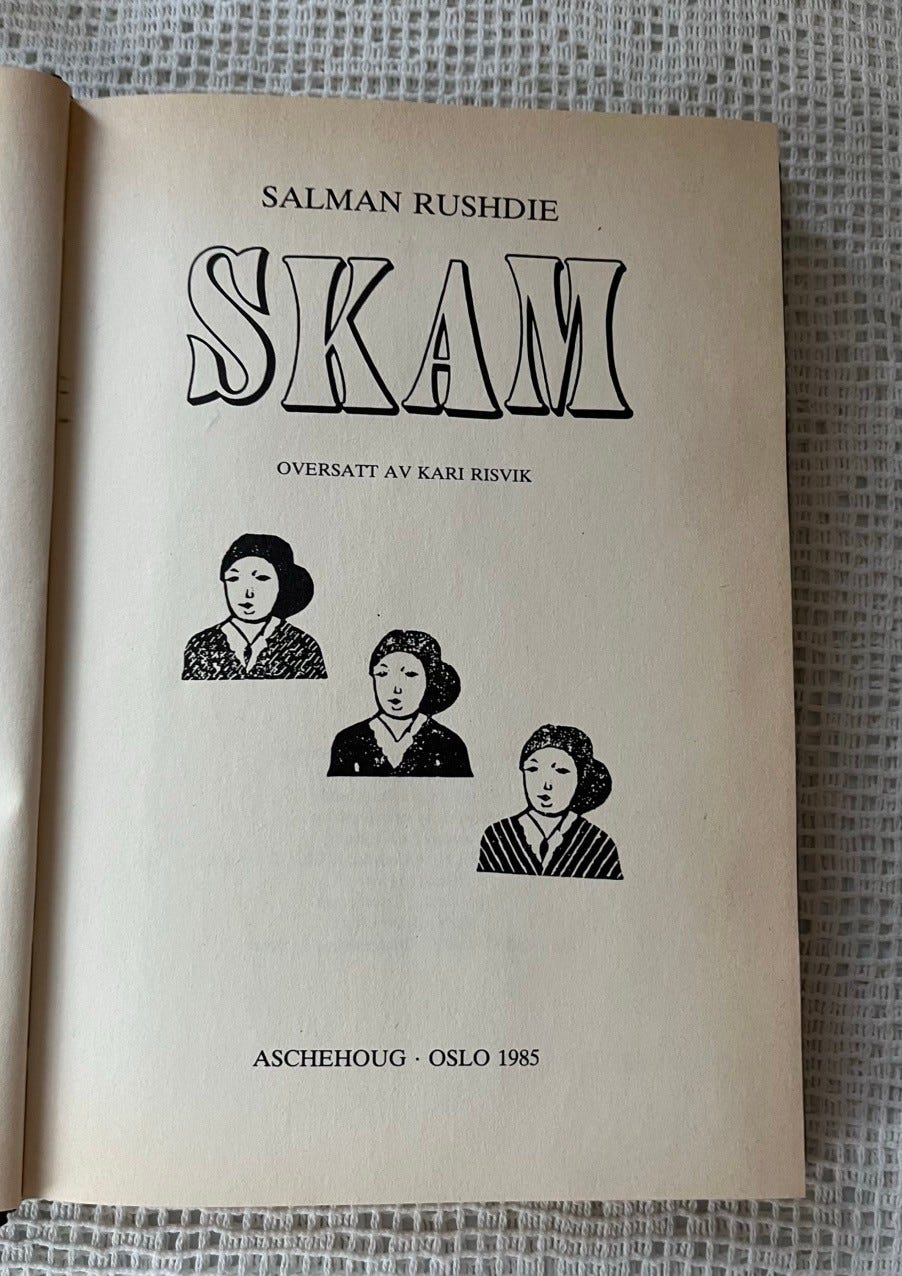 SALMAN RUSHDIE
SKAM
OVERSATT AV KARI RISVIK
ASCHEHOUG · OSLO 1985